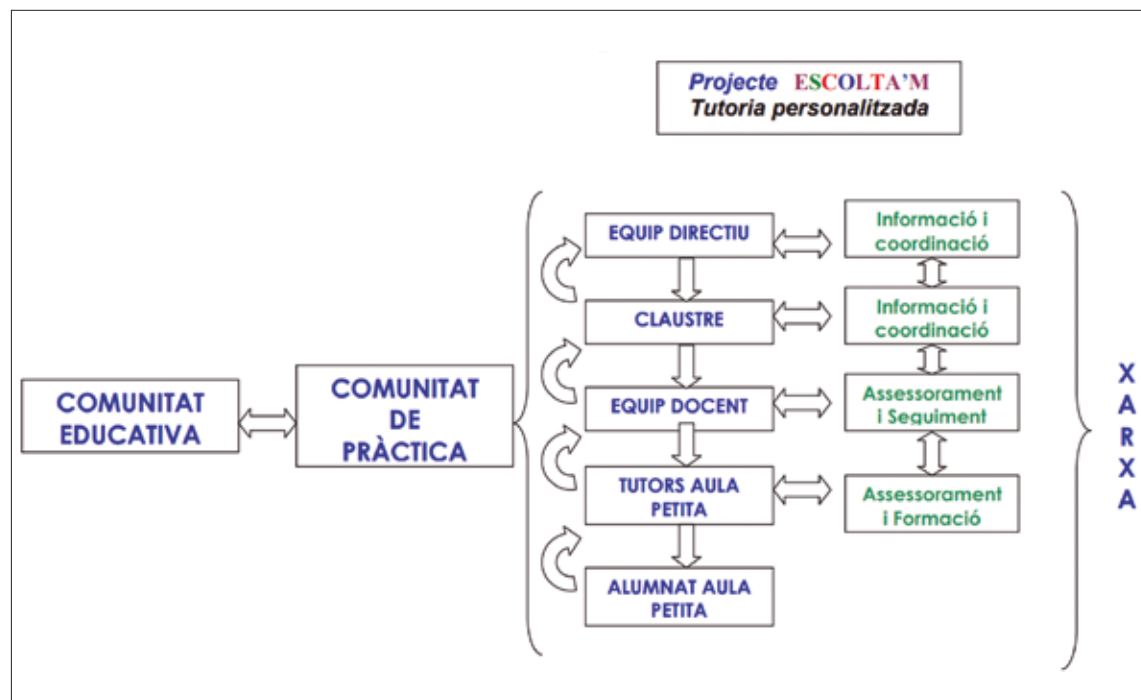 Projecte ESCOLTA'M
Tutoria personalitzada
COMUNITAT
EDUCATIVA
COMUNITAT
DE
PRÀCTICA
EQUIP DIRECTIU
Informació i
coordinació
CLAUSTRE
Informació i
coordinació
EQUIP DOCENT
Assessorament
i Seguiment
TUTORS AULA
PETITA
Assessorament
i Formació
ALUMNAT AULA
PETITA
X
A
R
X
A